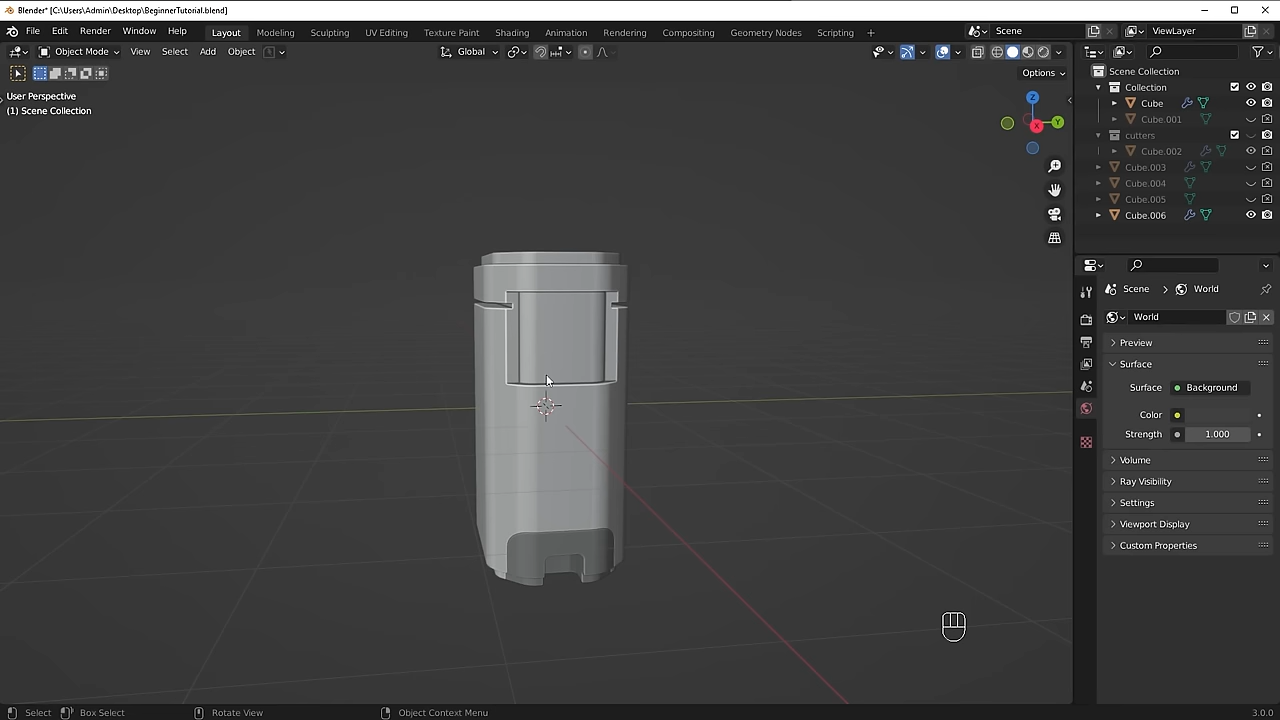 Blender* [C:\Users\Admin\Desktop\BeginnerTutorial.blend]
File Edit Render Window Help Layout Modeling Sculpting UV Editing Texture Paint Shading Animation Rendering Compositing Geometry Nodes Scripting + Scene ViewLayer
Object Mode View Select Add Object Global
Options
User Perspective
(1) Scene Collection
Z
Y
X
Scene Collection
Collection
Cube
Cube.001
cutters
Cube.002
Cube.003
Cube.004
Cube.005
Cube.006
Scene > World
World
Preview
Surface
Surface Background
Color
Strength 1.000
Volume
Ray Visibility
Settings
Viewport Display
Custom Properties
Select Box Select Rotate View Object Context Menu 3.0.0